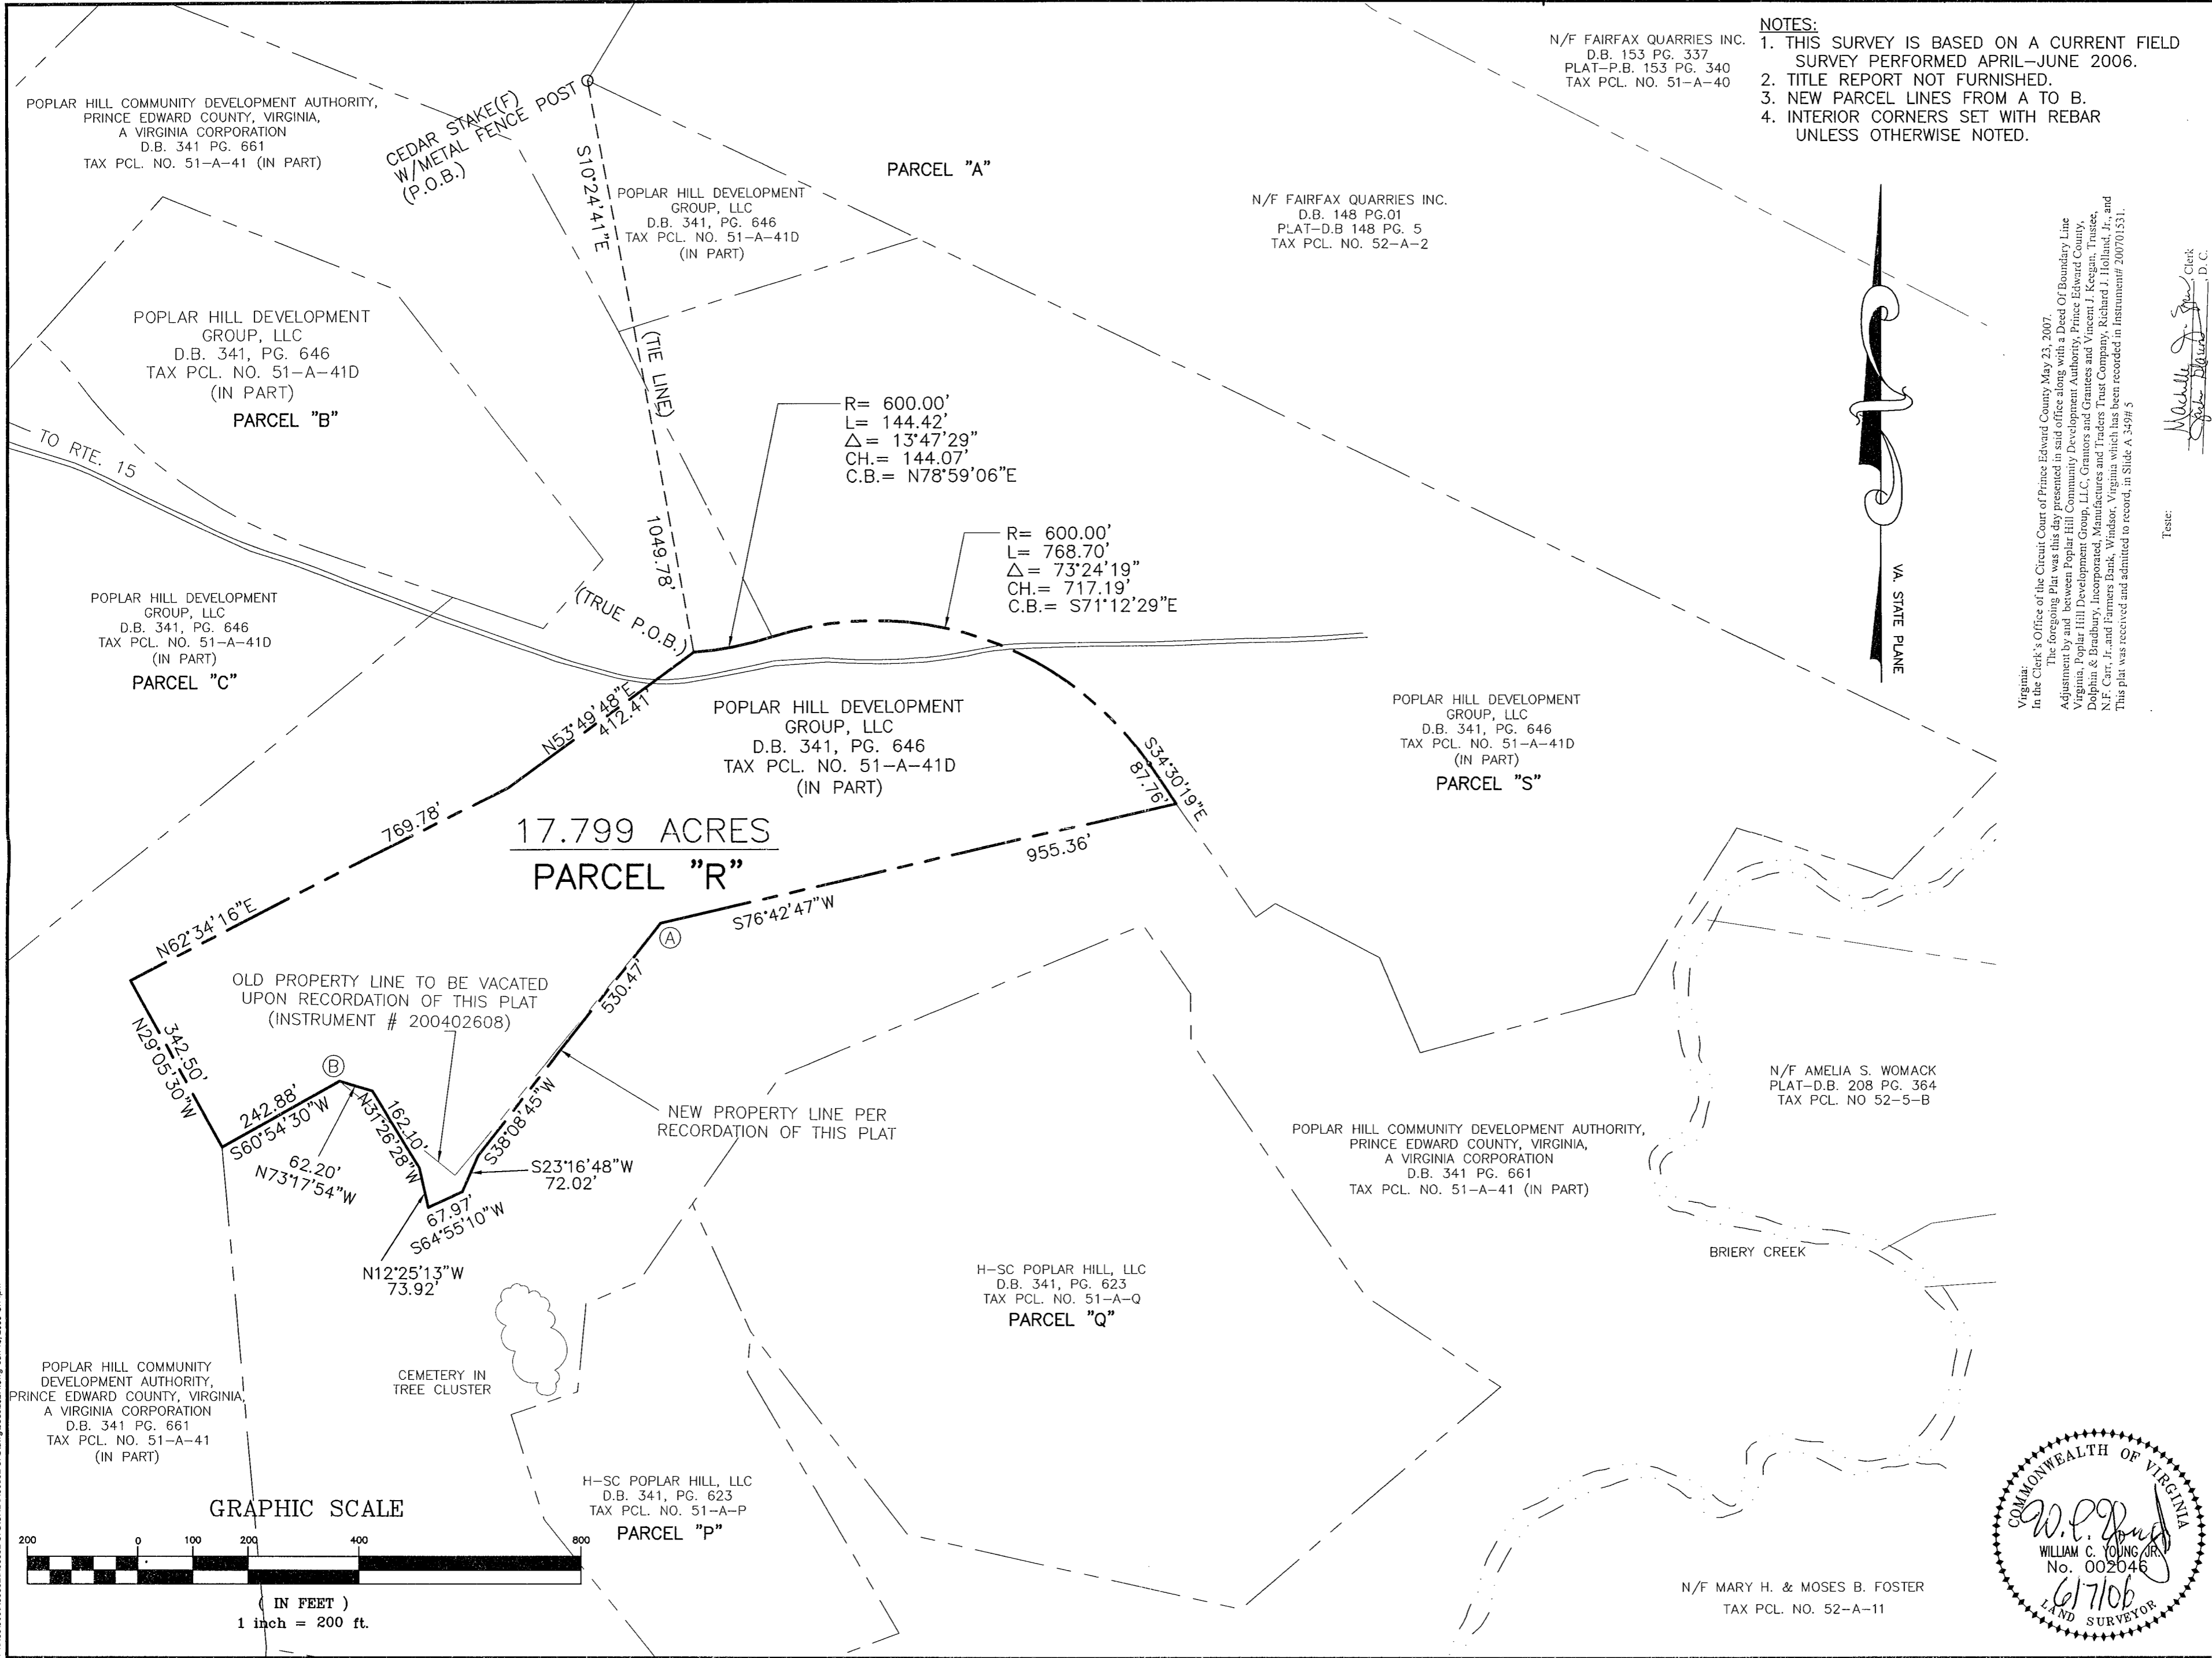 NOTES:
1. THIS SURVEY IS BASED ON A CURRENT FIELD
SURVEY PERFORMED APRIL-JUNE 2006.
2. TITLE REPORT NOT FURNISHED.
3. NEW PARCEL LINES FROM A TO B.
4. INTERIOR CORNERS SET WITH REBAR
UNLESS OTHERWISE NOTED.
N/F FAIRFAX QUARRIES INC.
D.B. 153 PG. 337
PLAT-P.B. 153 PG. 340
TAX PCL. NO. 51-A-40
POPLAR HILL COMMUNITY DEVELOPMENT AUTHORITY,
PRINCE EDWARD COUNTY, VIRGINIA,
A VIRGINIA CORPORATION
D.B. 341 PG. 661
TAX PCL. NO. 51-A-41 (IN PART)
CEDAR STAKE(F)
W/METAL FENCE POST
(P.O.B.)
S10°24'41"E
(TIE LINE)
1049.78'
POPLAR HILL DEVELOPMENT
GROUP, LLC
D.B. 341, PG. 646
TAX PCL. NO. 51-A-41D
(IN PART)
PARCEL "A"
N/F FAIRFAX QUARRIES INC.
D.B. 148 PG.01
PLAT-D.B 148 PG. 5
TAX PCL. NO. 52-A-2
POPLAR HILL DEVELOPMENT
GROUP, LLC
D.B. 341, PG. 646
TAX PCL. NO. 51-A-41D
(IN PART)
PARCEL "B"
TO RTE. 15
R= 600.00'
L= 144.42'
△= 13°47'29"
CH.= 144.07'
C.B.= N78°59'06"E
R= 600.00'
L= 768.70'
△= 73°24'19"
CH.= 717.19'
C.B.= S71°12'29"E
VA. STATE PLANE
Virginia:
In the Clerk's Office of the Circuit Court of Prince Edward County May 23, 2007.
The foregoing Plat was this day presented in said office along with a Deed Of Boundary Line
Adjustment by and between Poplar Hill Community Development Authority, Prince Edward County,
Virginia, Poplar Hill Development Group, LLC, Grantors and Grantees and Vincent J. Keegan, Trustee,
Dolphin & Bradbury, Incorporated, Manufactures and Traders Trust Company, Richard J. Holland, Jr., and
N.F. Carr, Jr.,and Farmers Bank, Windsor, Virginia which has been recorded in Instrument# 200701531.
This plat was received and admitted to record, in Slide A 349# 5
Teste:
, Clerk
, D. C.
POPLAR HILL DEVELOPMENT
GROUP, LLC
D.B. 341, PG. 646
TAX PCL. NO. 51-A-41D
(IN PART)
PARCEL "C"
(TRUE P.O.B.)
N53°49'48"E
412.41'
POPLAR HILL DEVELOPMENT
GROUP, LLC
D.B. 341, PG. 646
TAX PCL. NO. 51-A-41D
(IN PART)
S34°30'19"E
87.76'
POPLAR HILL DEVELOPMENT
GROUP, LLC
D.B. 341, PG. 646
TAX PCL. NO. 51-A-41D
(IN PART)
PARCEL "S"
17.799 ACRES
PARCEL "R"
769.78'
N62°34'16"E
955.36'
S76°42'47"W
A
530.47'
S38°08'45"W
OLD PROPERTY LINE TO BE VACATED
UPON RECORDATION OF THIS PLAT
(INSTRUMENT # 200402608)
342.50'
N29°05'30"W
B
242.88'
S60°54'30"W
62.20'
N73°17'54"W
162.10'
N31°26'28"W
NEW PROPERTY LINE PER
RECORDATION OF THIS PLAT
S23°16'48"W
72.02'
67.97'
S64°55'10"W
N12°25'13"W
73.92'
N/F AMELIA S. WOMACK
PLAT-D.B. 208 PG. 364
TAX PCL. NO 52-5-B
POPLAR HILL COMMUNITY DEVELOPMENT AUTHORITY,
PRINCE EDWARD COUNTY, VIRGINIA,
A VIRGINIA CORPORATION
D.B. 341 PG. 661
TAX PCL. NO. 51-A-41 (IN PART)
BRIERY CREEK
H-SC POPLAR HILL, LLC
D.B. 341, PG. 623
TAX PCL. NO. 51-A-Q
PARCEL "Q"
POPLAR HILL COMMUNITY
DEVELOPMENT AUTHORITY,
PRINCE EDWARD COUNTY, VIRGINIA,
A VIRGINIA CORPORATION
D.B. 341 PG. 661
TAX PCL. NO. 51-A-41
(IN PART)
CEMETERY IN
TREE CLUSTER
H-SC POPLAR HILL, LLC
D.B. 341, PG. 623
TAX PCL. NO. 51-A-P
PARCEL "P"
GRAPHIC SCALE
200 0 100 200 400 800
( IN FEET )
1 inch = 200 ft.
N/F MARY H. & MOSES B. FOSTER
TAX PCL. NO. 52-A-11
COMMONWEALTH OF VIRGINIA
W. C. Young
WILLIAM C. YOUNG JR.
No. 002046
6/7/06
LAND SURVEYOR